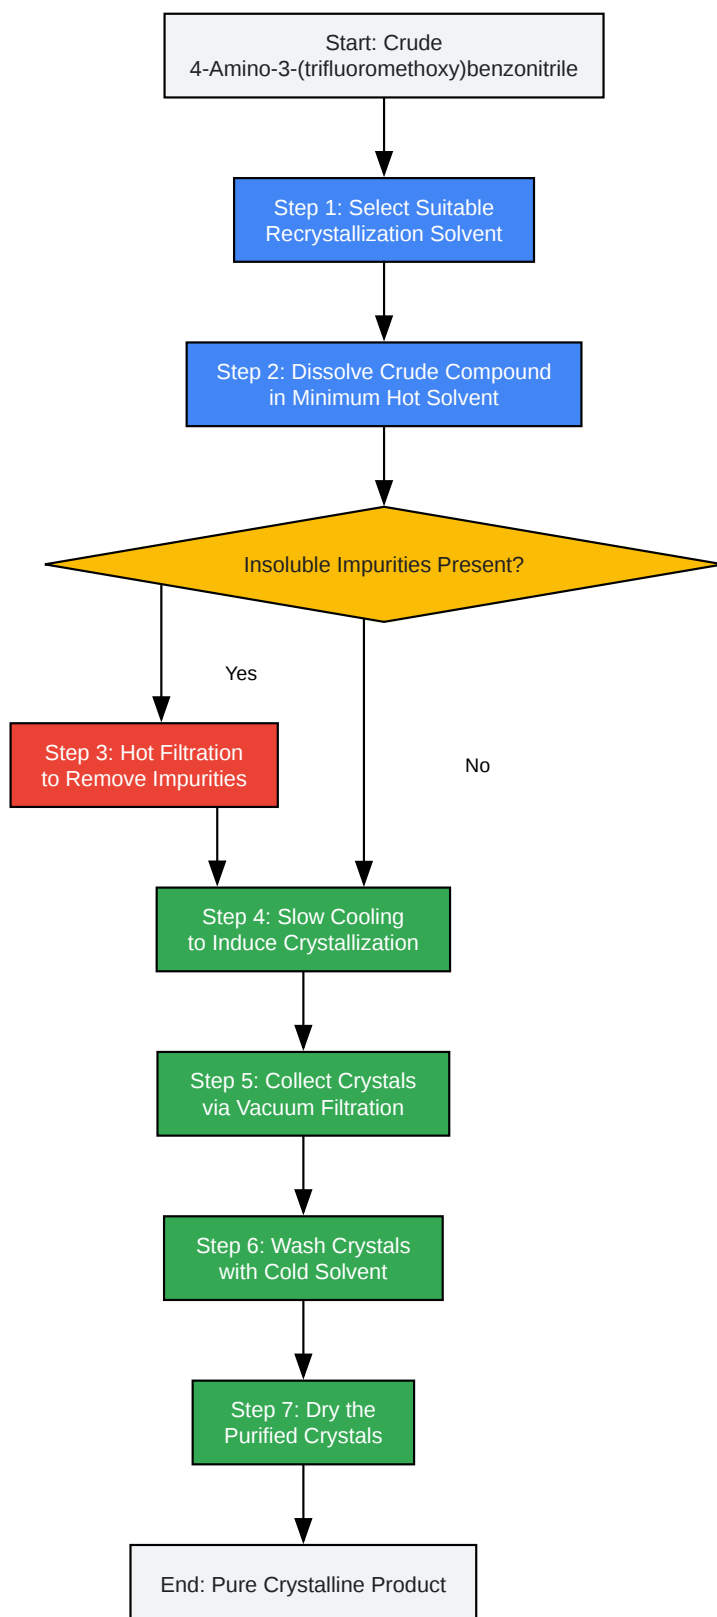 Start: Crude
4-Amino-3-(trifluoromethoxy)benzonitrile
Step 1: Select Suitable
Recrystallization Solvent
Step 2: Dissolve Crude Compound
in Minimum Hot Solvent
Insoluble Impurities Present?
Yes
Step 3: Hot Filtration
to Remove Impurities
No
Step 4: Slow Cooling
to Induce Crystallization
Step 5: Collect Crystals
via Vacuum Filtration
Step 6: Wash Crystals
with Cold Solvent
Step 7: Dry the
Purified Crystals
End: Pure Crystalline Product